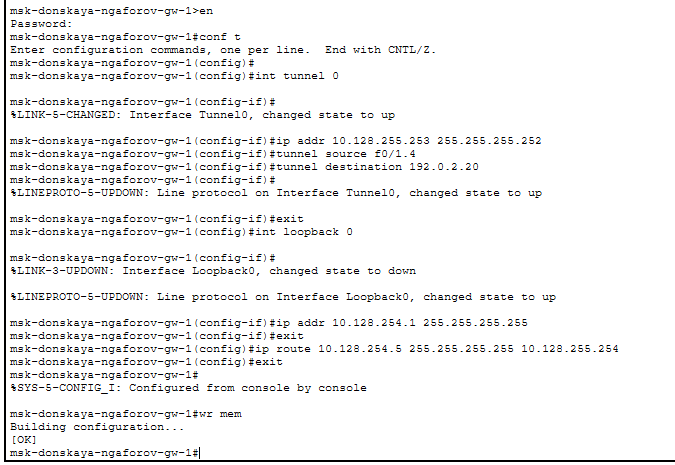 msk-donskaya-ngaforov-gw-1>en
Password:
msk-donskaya-ngaforov-gw-1#conf t
Enter configuration commands, one per line.  End with CNTL/Z.
msk-donskaya-ngaforov-gw-1(config)#
msk-donskaya-ngaforov-gw-1(config)#int tunnel 0
msk-donskaya-ngaforov-gw-1(config-if)#
%LINK-5-CHANGED: Interface Tunnel0, changed state to up
msk-donskaya-ngaforov-gw-1(config-if)#ip addr 10.128.255.253 255.255.255.252
msk-donskaya-ngaforov-gw-1(config-if)#tunnel source f0/1.4
msk-donskaya-ngaforov-gw-1(config-if)#tunnel destination 192.0.2.20
msk-donskaya-ngaforov-gw-1(config-if)#
%LINEPROTO-5-UPDOWN: Line protocol on Interface Tunnel0, changed state to up
msk-donskaya-ngaforov-gw-1(config-if)#exit
msk-donskaya-ngaforov-gw-1(config)#int loopback 0
msk-donskaya-ngaforov-gw-1(config-if)#
%LINK-3-UPDOWN: Interface Loopback0, changed state to down
%LINEPROTO-5-UPDOWN: Line protocol on Interface Loopback0, changed state to up
msk-donskaya-ngaforov-gw-1(config-if)#ip addr 10.128.254.1 255.255.255.255
msk-donskaya-ngaforov-gw-1(config-if)#exit
msk-donskaya-ngaforov-gw-1(config)#ip route 10.128.254.5 255.255.255.255 10.128.255.254
msk-donskaya-ngaforov-gw-1(config)#exit
msk-donskaya-ngaforov-gw-1#
%SYS-5-CONFIG_I: Configured from console by console
msk-donskaya-ngaforov-gw-1#wr mem
Building configuration...
[OK]
msk-donskaya-ngaforov-gw-1#